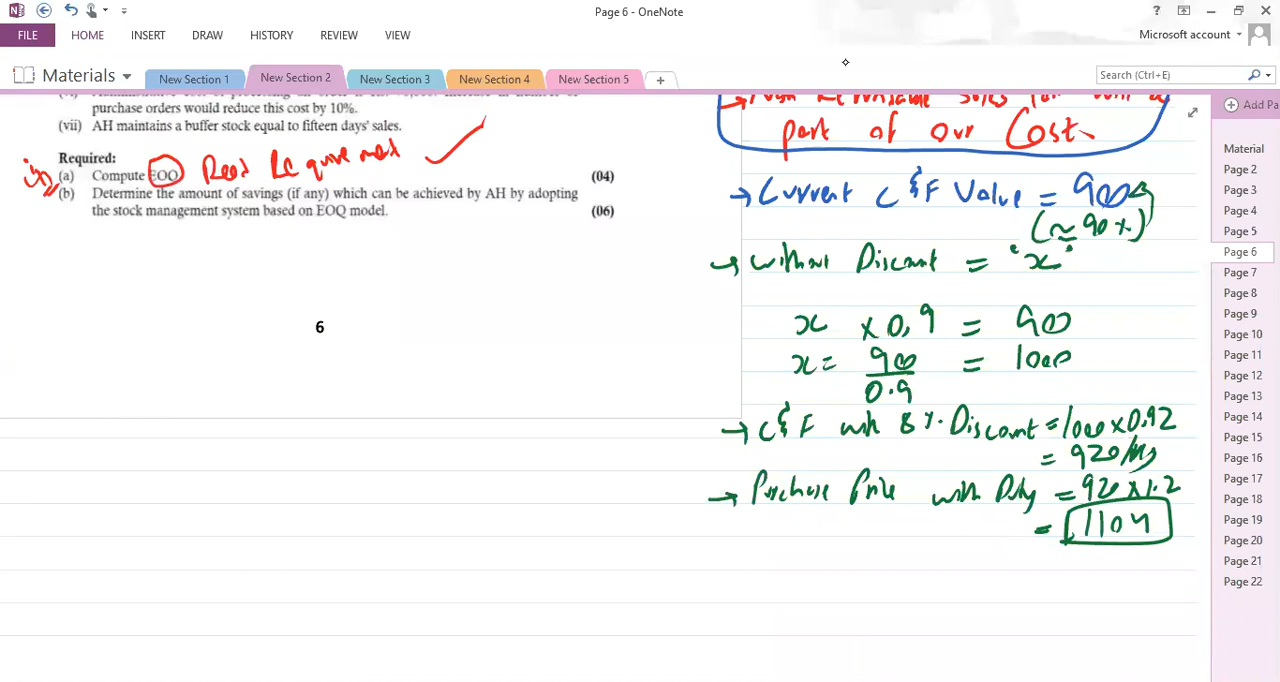 Page 6 - OneNote
FILE HOME INSERT DRAW HISTORY REVIEW VIEW
Microsoft account
Materials New Section 1 New Section 2 New Section 3 New Section 4 New Section 5 +
Search (Ctrl+E)
Add Pa
purchase orders would reduce this cost by 10%.
(vii) AH maintains a buffer stock equal to fifteen days' sales.
Required:
(a) Compute EOQ (04)
(b) Determine the amount of savings (if any) which can be achieved by AH by adopting
the stock management system based on EOQ model. (06)
6
part of our Cost.
→ Current C & F Value = 900
(≈ 90%)
→ without Discount = 'x'
x × 0.9 = 900
x = 900 / 0.9 = 1000
→ C & F with 8% Discount = 1000 × 0.92
= 920/kg
→ Purchase Price with Duty = 920 × 1.2
= 1104
Material
Page 2
Page 3
Page 4
Page 5
Page 6
Page 7
Page 8
Page 9
Page 10
Page 11
Page 12
Page 13
Page 14
Page 15
Page 16
Page 17
Page 18
Page 19
Page 20
Page 21
Page 22